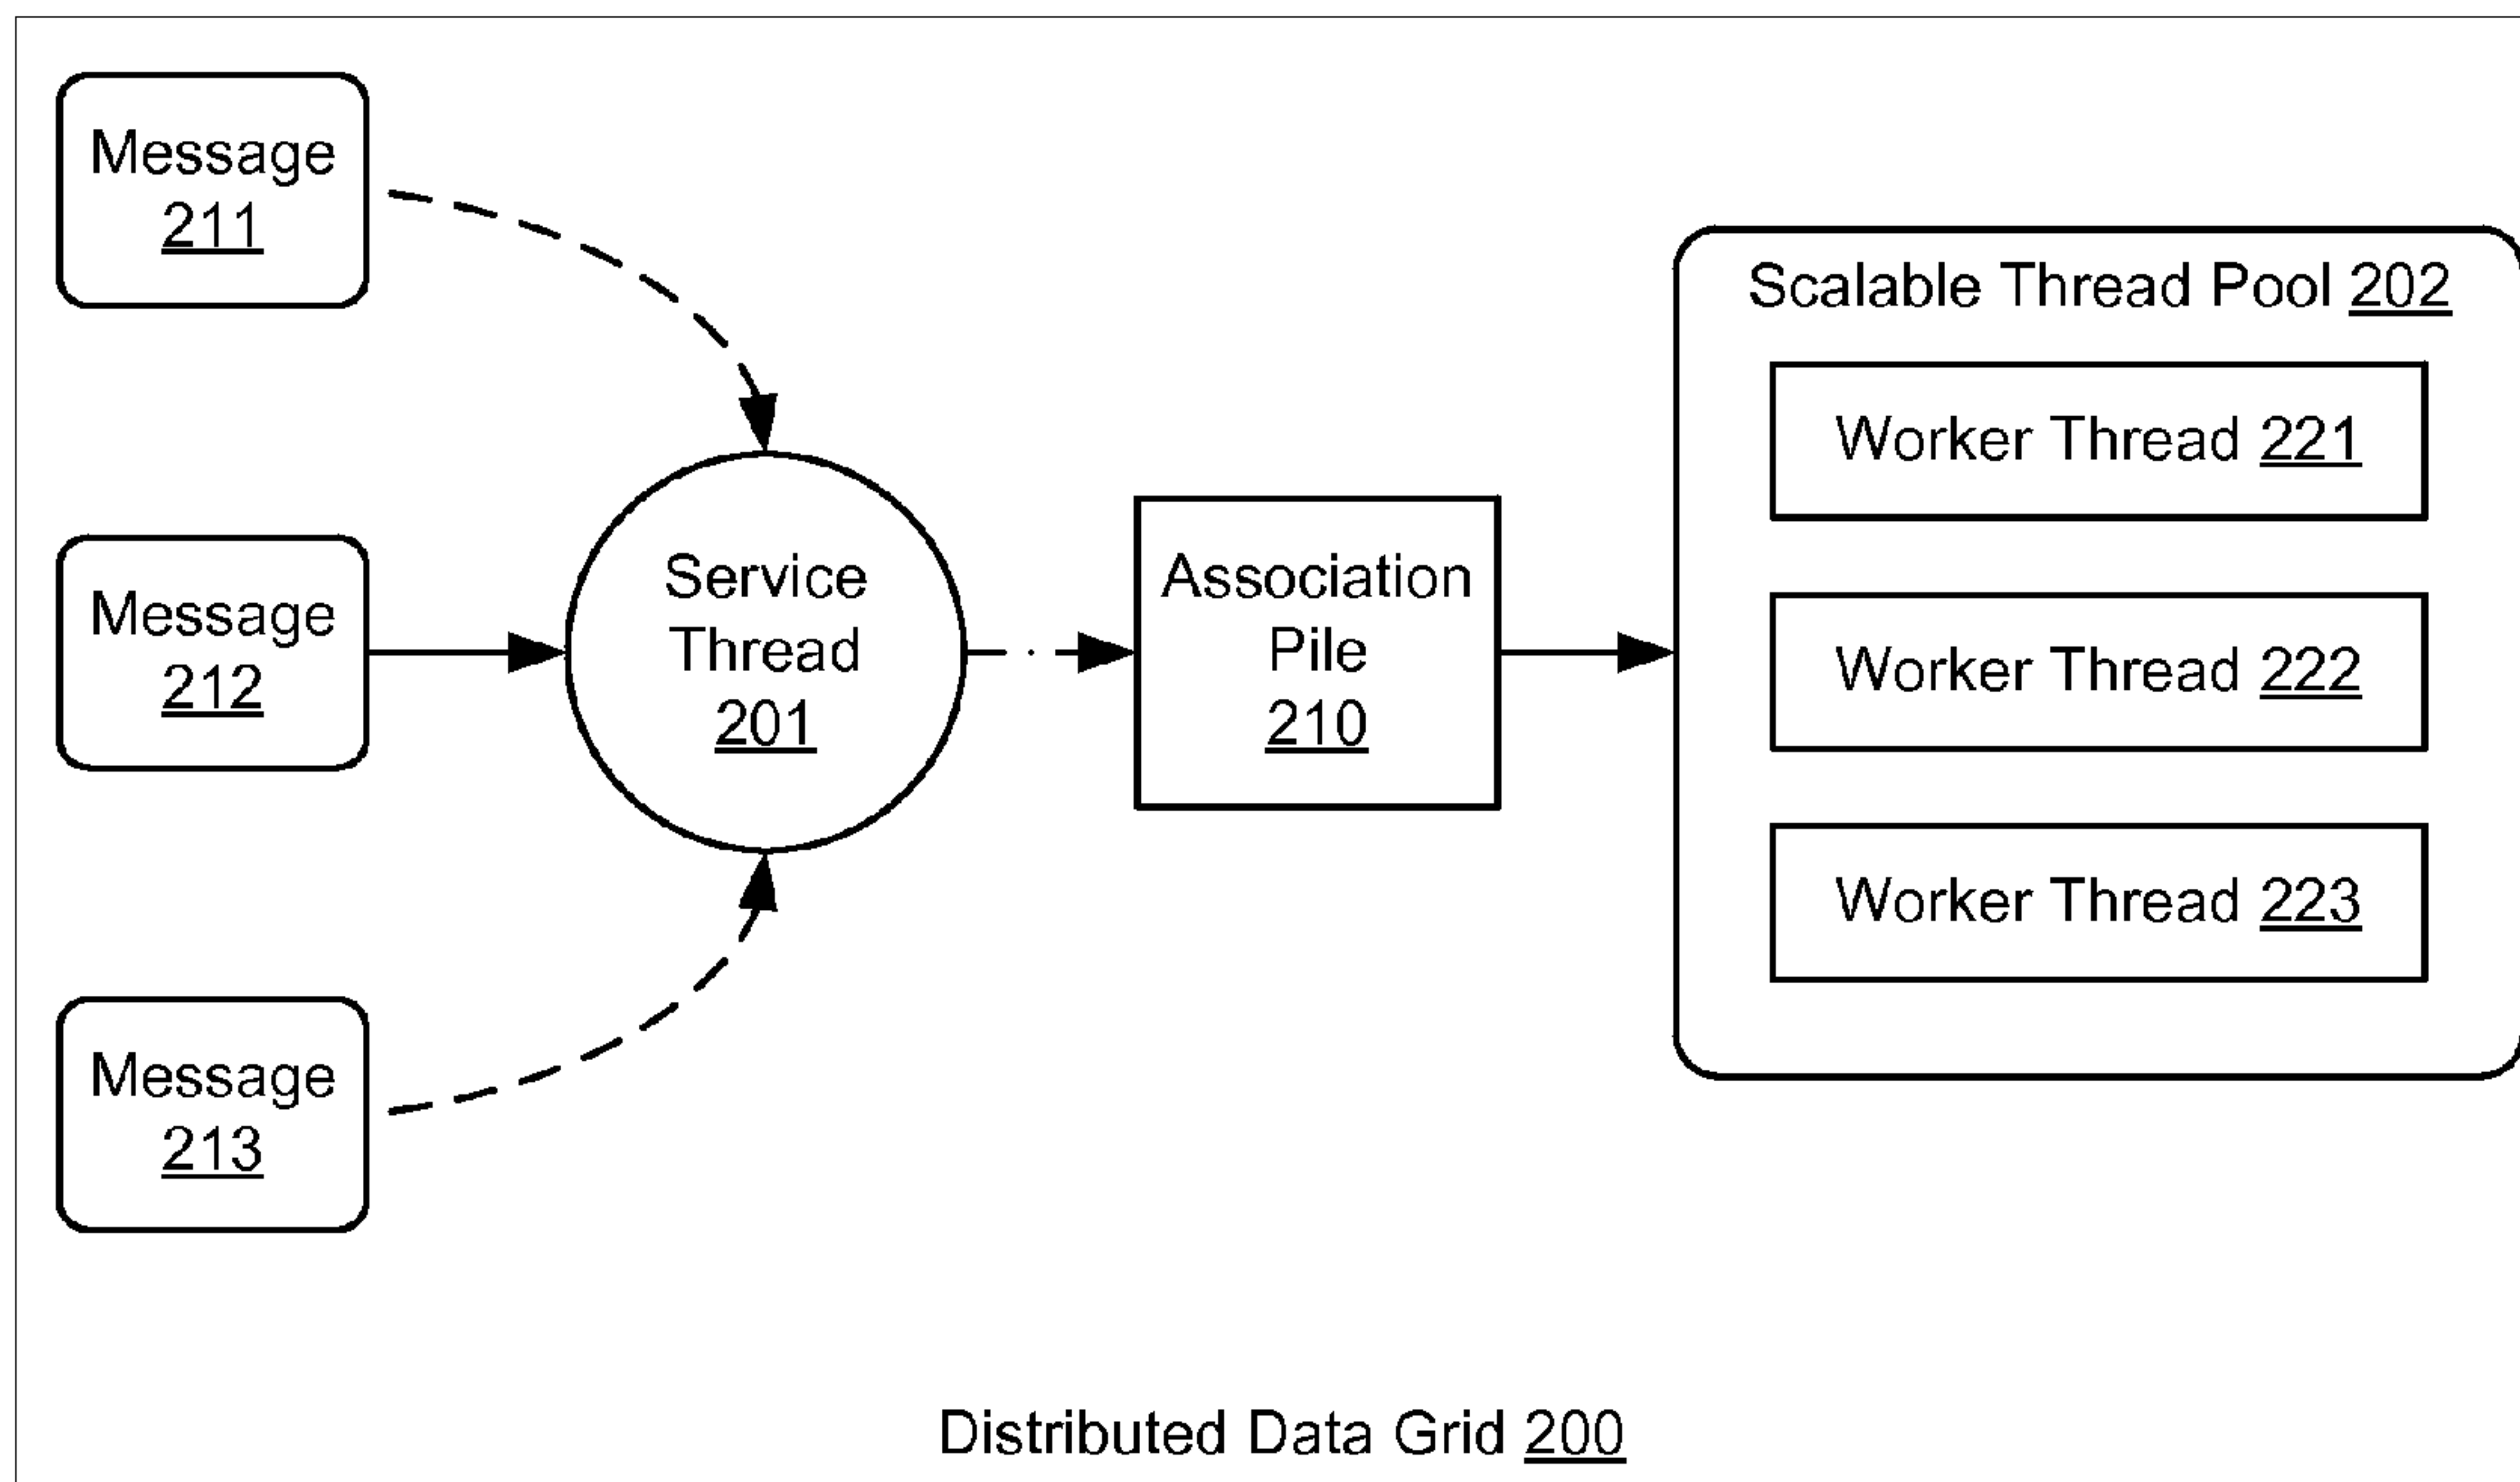 Message
211
Message
212
Message
213
Service
Thread
201
Association
Pile
210
Scalable Thread Pool 202
Worker Thread 221
Worker Thread 222
Worker Thread 223
Distributed Data Grid 200